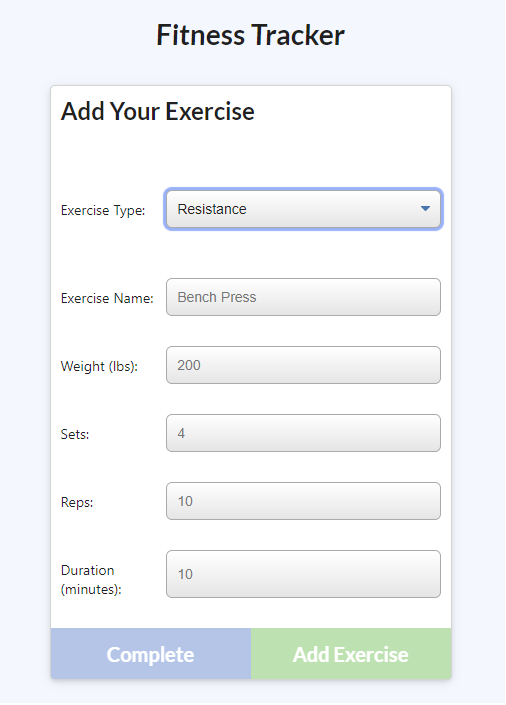 Fitness Tracker
Add Your Exercise
Exercise Type: Resistance
Exercise Name: Bench Press
Weight (lbs): 200
Sets: 4
Reps: 10
Duration
(minutes): 10
Complete Add Exercise